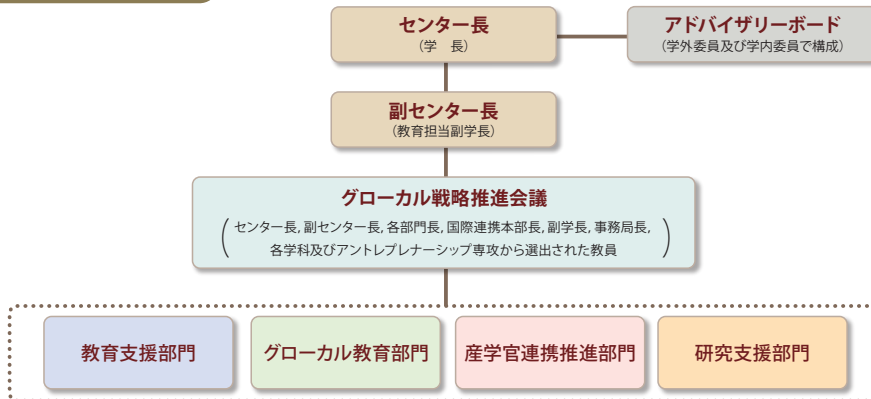 センター長
(学　長)
アドバイザリーボード
(学外委員及び学内委員で構成)
副センター長
(教育担当副学長)
グローカル戦略推進会議
センター長, 副センター長, 各部門長, 国際連携本部長, 副学長, 事務局長,
各学科及びアントレプレナーシップ専攻から選出された教員
教育支援部門
グローカル教育部門
産学官連携推進部門
研究支援部門